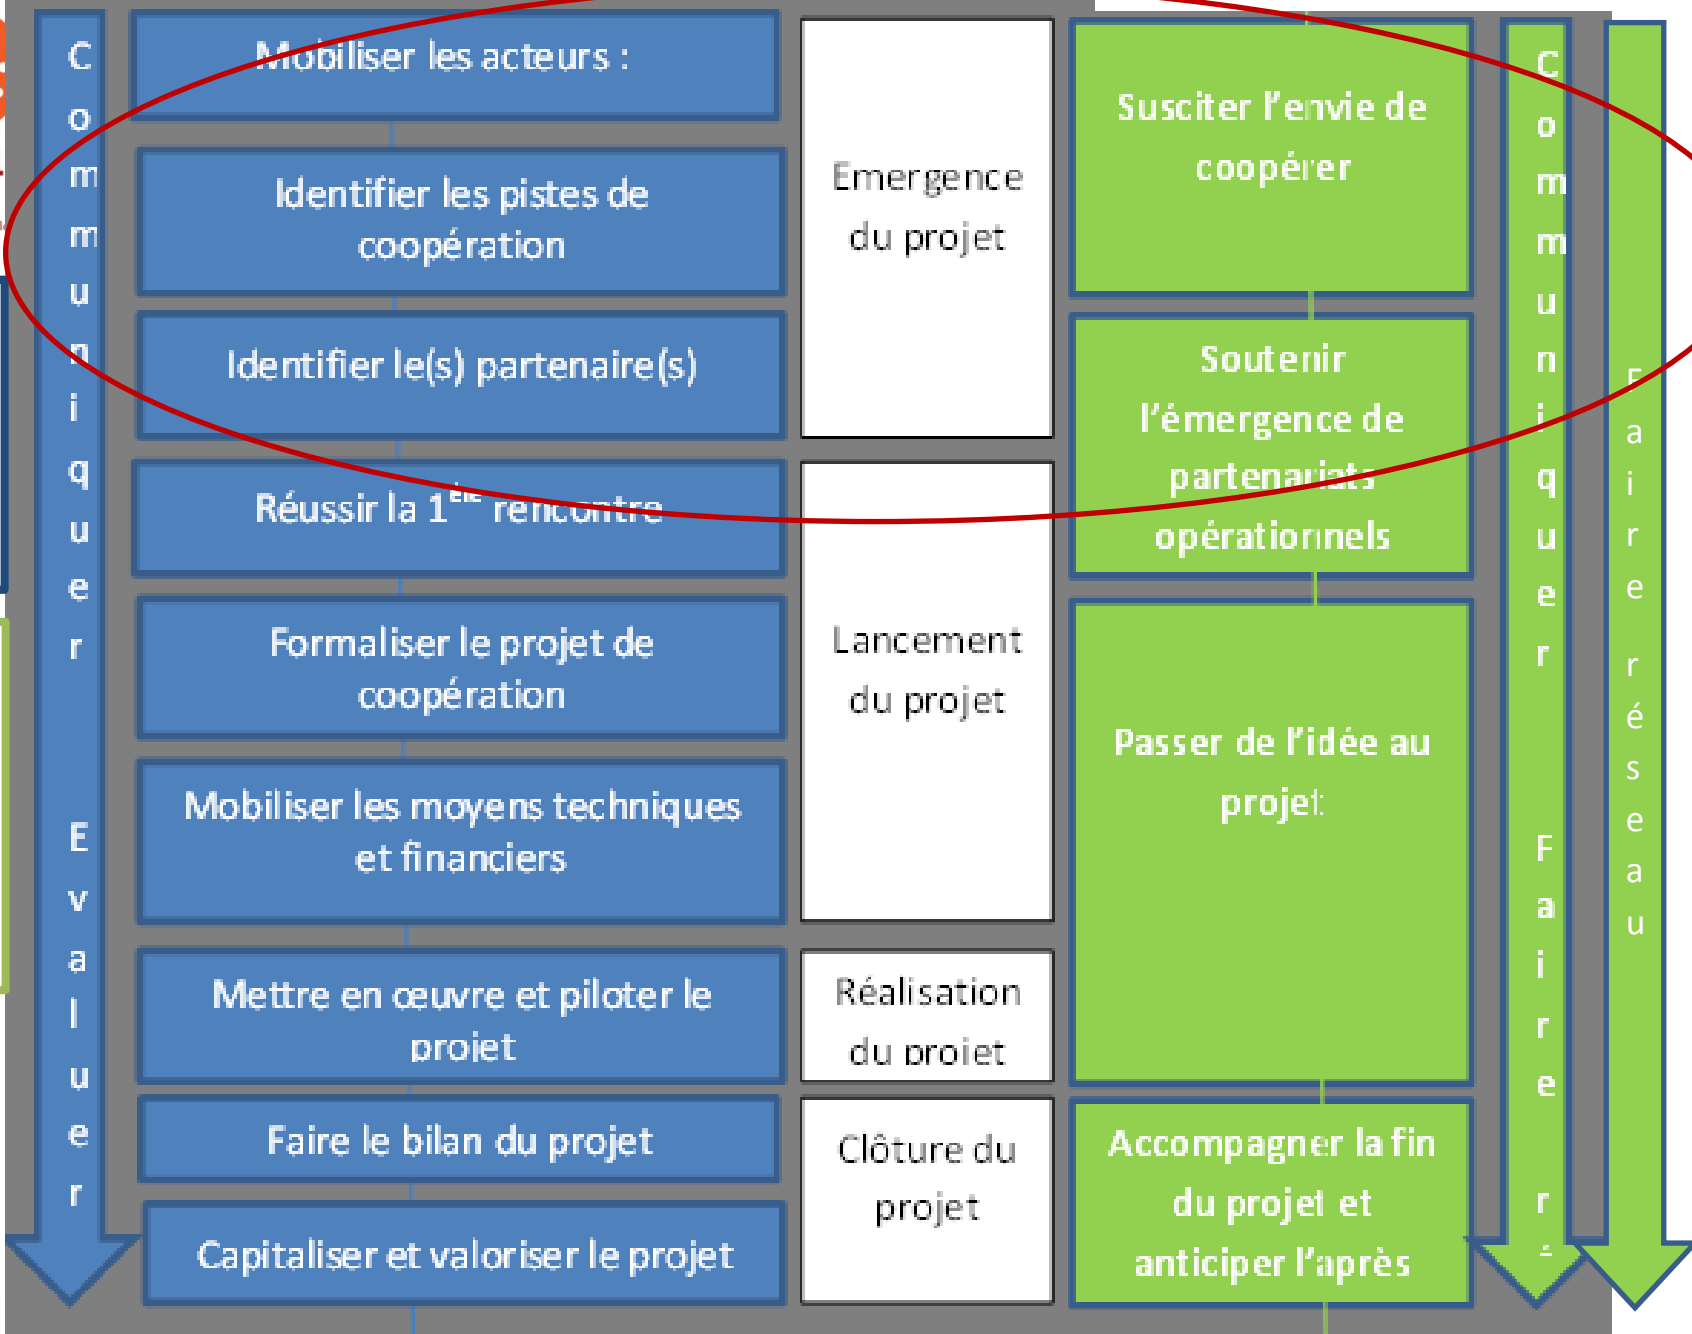 Communiquer Evaluer
Mobiliser les acteurs :
Identifier les pistes de
coopération
Identifier le(s) partenaire(s)
Réussir la 1ère rencontre
Formaliser le projet de
coopération
Mobiliser les moyens techniques
et financiers
Mettre en œuvre et piloter le
projet
Faire le bilan du projet
Capitaliser et valoriser le projet
Emergence
du projet
Lancement
du projet
Réalisation
du projet
Clôture du
projet
Susciter l'envie de
coopérer
Soutenir
l'émergence de
partenariats
opérationnels
Passer de l'idée au
projet
Accompagner la fin
du projet et
anticiper l'après
Communiquer Faire ré
Faire réseau